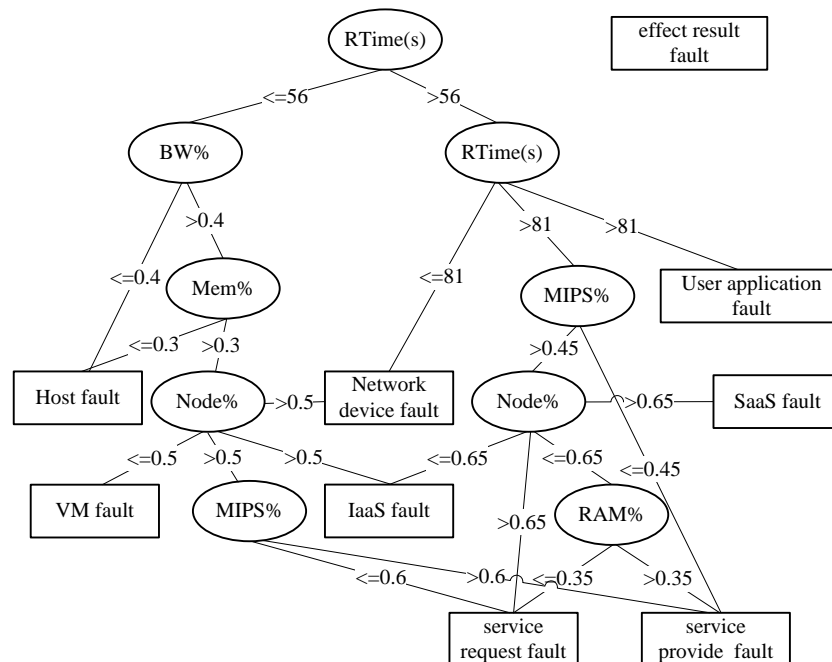 RTime(s)
effect result
fault
<=56
>56
BW%
RTime(s)
>0.4
>81
>81
<=0.4
Mem%
<=81
MIPS%
User application
fault
<=0.3
>0.3
>0.45
Host fault
Node%
>0.5
Network
device fault
Node%
>0.65
SaaS fault
<=0.5
>0.5
>0.5
<=0.65
<=0.65
<=0.45
VM fault
MIPS%
IaaS fault
>0.65
RAM%
<=0.6
>0.6
<=0.35
>0.35
service
request fault
service
provide fault